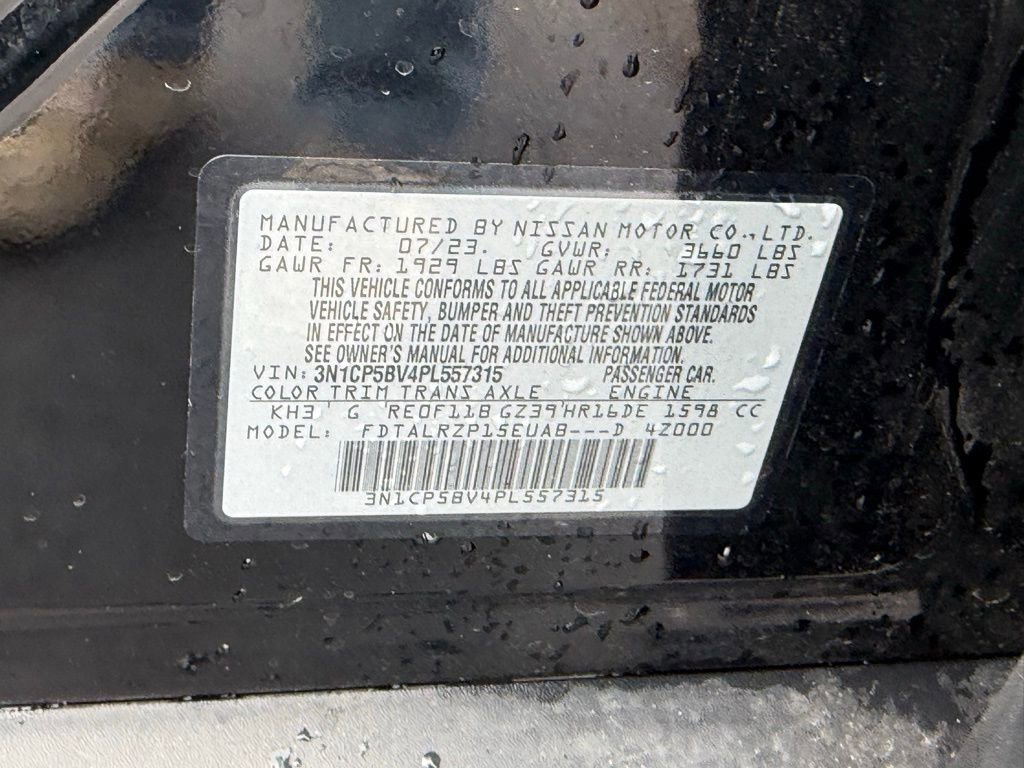 MANUFACTURED BY NISSAN MOTOR CO.,LTD.
DATE: 07/23. GVWR: 3660 LBS
GAWR FR: 1929 LBS GAWR RR: 1731 LBS
THIS VEHICLE CONFORMS TO ALL APPLICABLE FEDERAL MOTOR
VEHICLE SAFETY, BUMPER AND THEFT PREVENTION STANDARDS
IN EFFECT ON THE DATE OF MANUFACTURE SHOWN ABOVE.
SEE OWNER'S MANUAL FOR ADDITIONAL INFORMATION.
VIN: 3N1CP5BV4PL557315 PASSENGER CAR.
COLOR TRIM TRANS AXLE ENGINE
KH3' G RE0F11B GZ39'HR16DE 1598 CC
MODEL: FDTALRZP15EUAB---D 4Z000
3N1CP5BV4PL557315